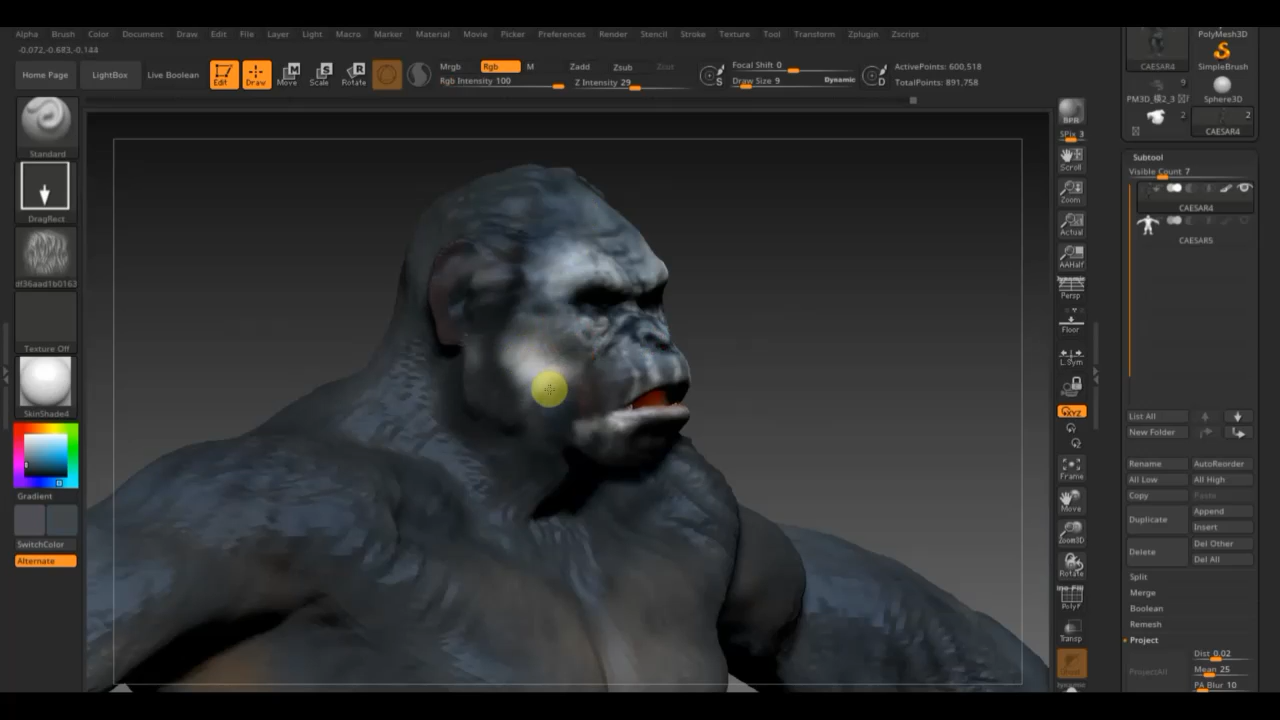 Alpha Brush Color Document Draw Edit File Layer Light Macro Marker Material Movie Picker Preferences Render Stencil Stroke Texture Tool Transform Zplugin Zscript
-0.072,-0.683,-0.144
Home Page LightBox Live Boolean Edit Draw Move Scale Rotate
Mrgb Rgb M Zadd Zsub Zcut
Rgb Intensity 100 Z Intensity 29
Focal Shift 0
Draw Size 9 Dynamic
S D
ActivePoints: 600,518
TotalPoints: 891,758
Standard
DragRect
Texture Off
SkinShade4
Gradient
SwitchColor
Alternate
BPR
SPix 3
Scroll
Zoom
Actual
AAHalf
Dynamic
Persp
Floor
L.Sym
XYZ
Frame
Move
Zoom3D
Rotate
PolyF
Transp
Dynamic
PolyMesh3D
CAESAR4 SimpleBrush
9
Sphere3D
2 2
CAESAR4
Subtool
Visible Count 7
CAESAR4
CAESAR5
List All
New Folder
Rename AutoReorder
All Low All High
Copy Paste
Duplicate Append
Insert
Delete Del Other
Del All
Split
Merge
Boolean
Remesh
Project
ProjectAll Dist 0.02
Mean 25
PA Blur 10